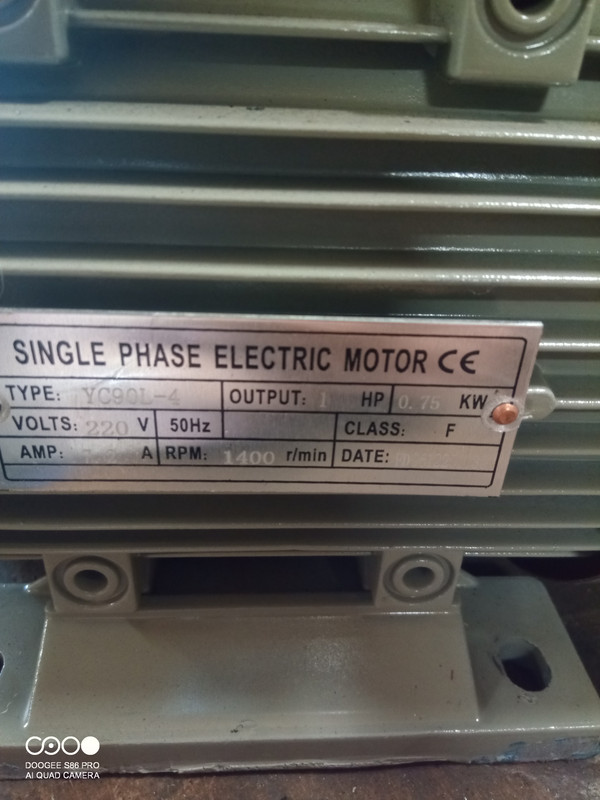 SINGLE PHASE ELECTRIC MOTOR CE
TYPE: YC90L-4 OUTPUT: 1 HP 0.75 KW
VOLTS: 220 V 50Hz CLASS: F
AMP: A RPM: 1400 r/min DATE:
DOOGEE S86 PRO
AI QUAD CAMERA